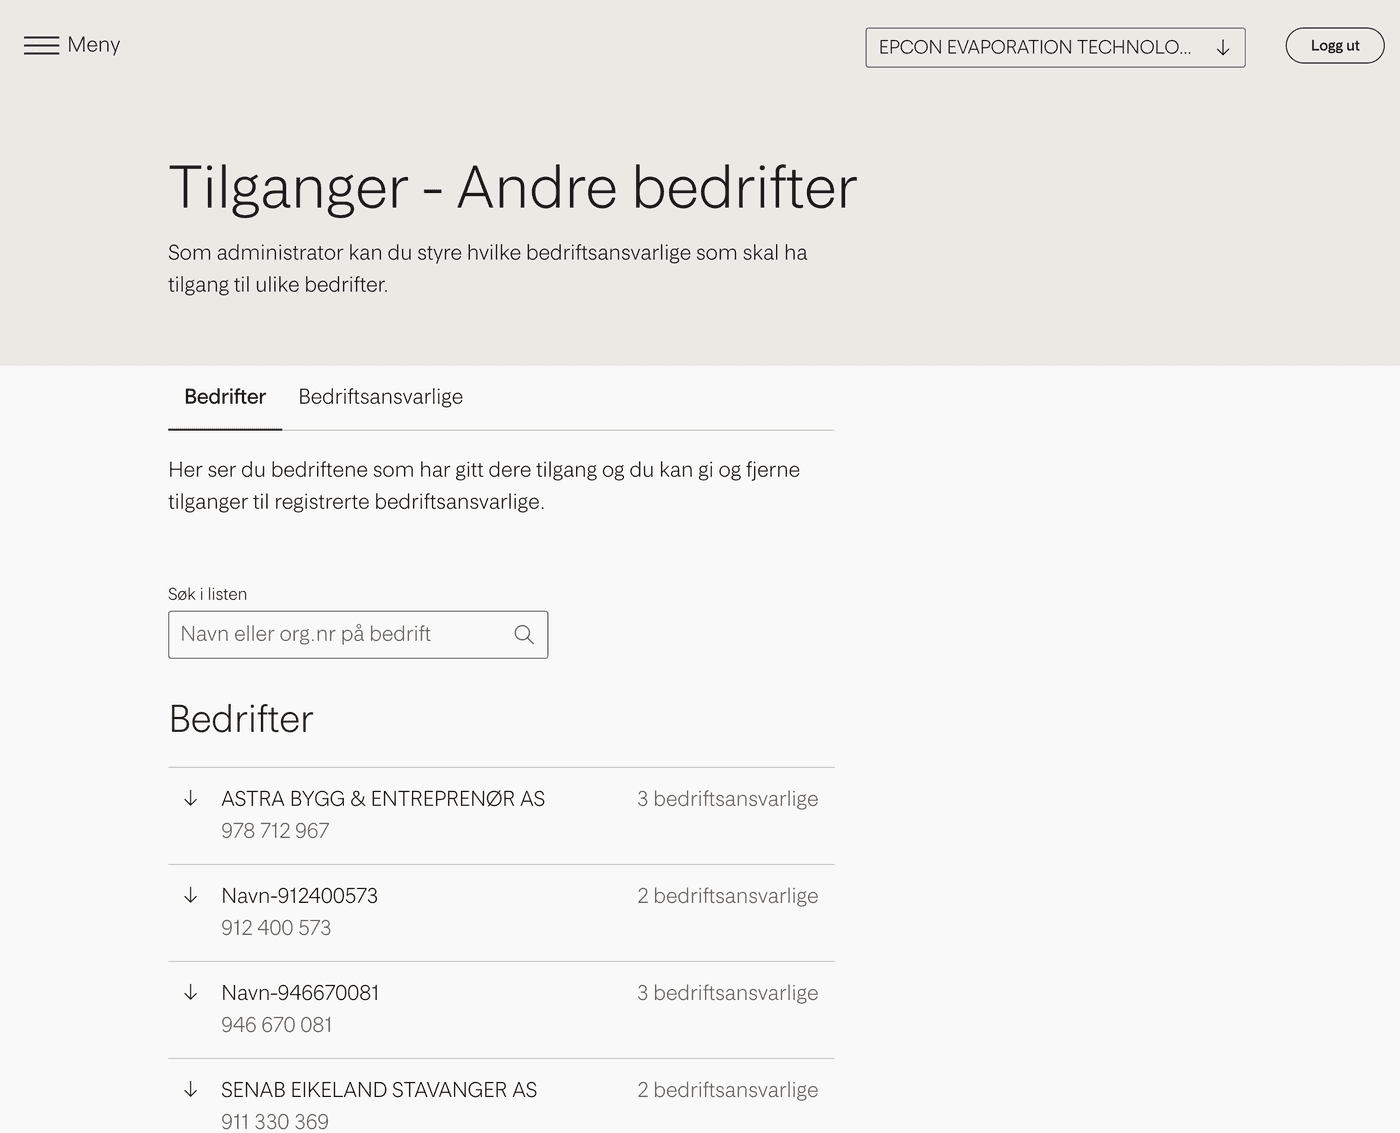 Meny
EPCON EVAPORATION TECHNOLO...
Logg ut
Tilganger - Andre bedrifter
Som administrator kan du styre hvilke bedriftsansvarlige som skal ha
tilgang til ulike bedrifter.
Bedrifter
Bedriftsansvarlige
Her ser du bedriftene som har gitt dere tilgang og du kan gi og fjerne
tilganger til registrerte bedriftsansvarlige.
Søk i listen
Navn eller org.nr på bedrift
Bedrifter
ASTRA BYGG & ENTREPRENØR AS
3 bedriftsansvarlige
978 712 967
Navn-912400573
2 bedriftsansvarlige
912 400 573
Navn-946670081
3 bedriftsansvarlige
946 670 081
SENAB EIKELAND STAVANGER AS
2 bedriftsansvarlige
911 330 369